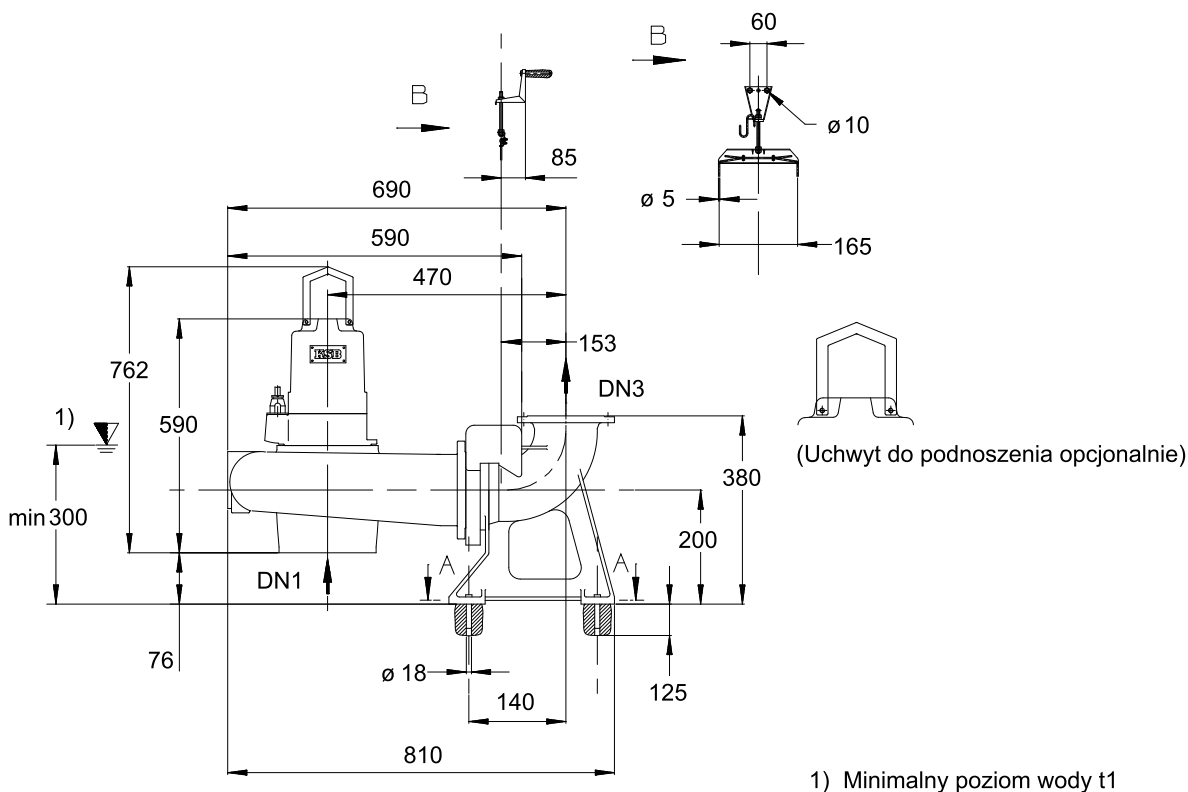 60
B
B
ø 10
85
690
ø 5
165
590
470
153
KSB
762
DN3
1)
590
(Uchwyt do podnoszenia opcjonalnie)
380
min 300
200
A
A
DN1
76
ø 18
125
140
810
1) Minimalny poziom wody t1